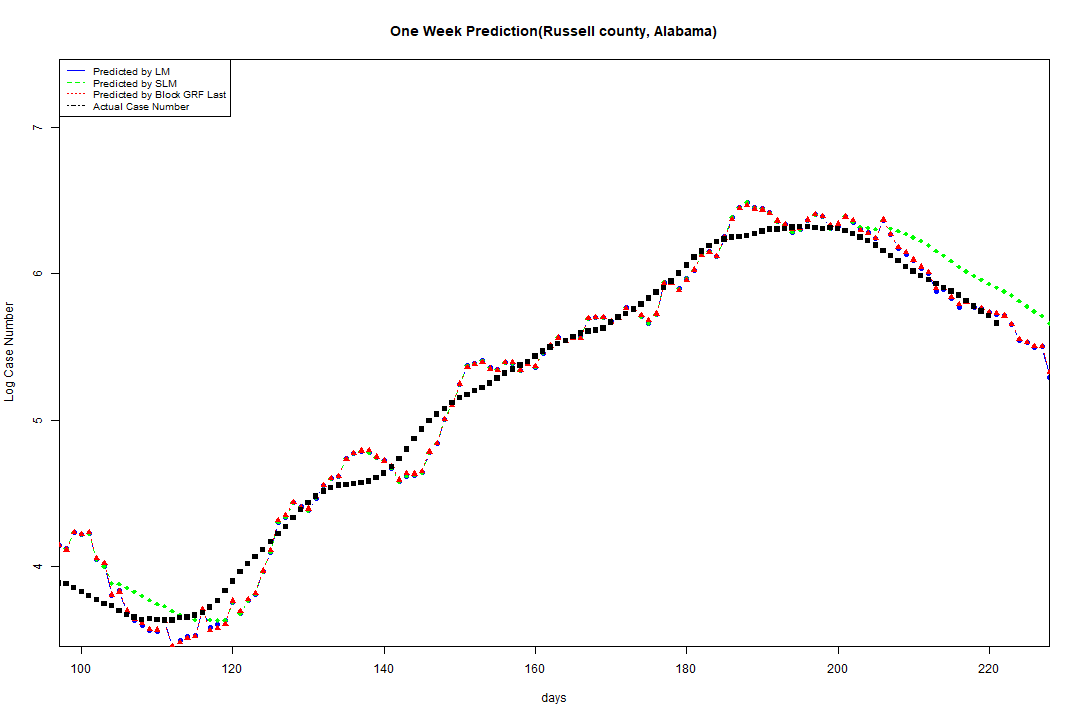 One Week Prediction(Russell county, Alabama)
Predicted by LM
Predicted by SLM
Predicted by Block GRF Last
Actual Case Number
7
6
5
4
Log Case Number
100 120 140 160 180 200 220
days